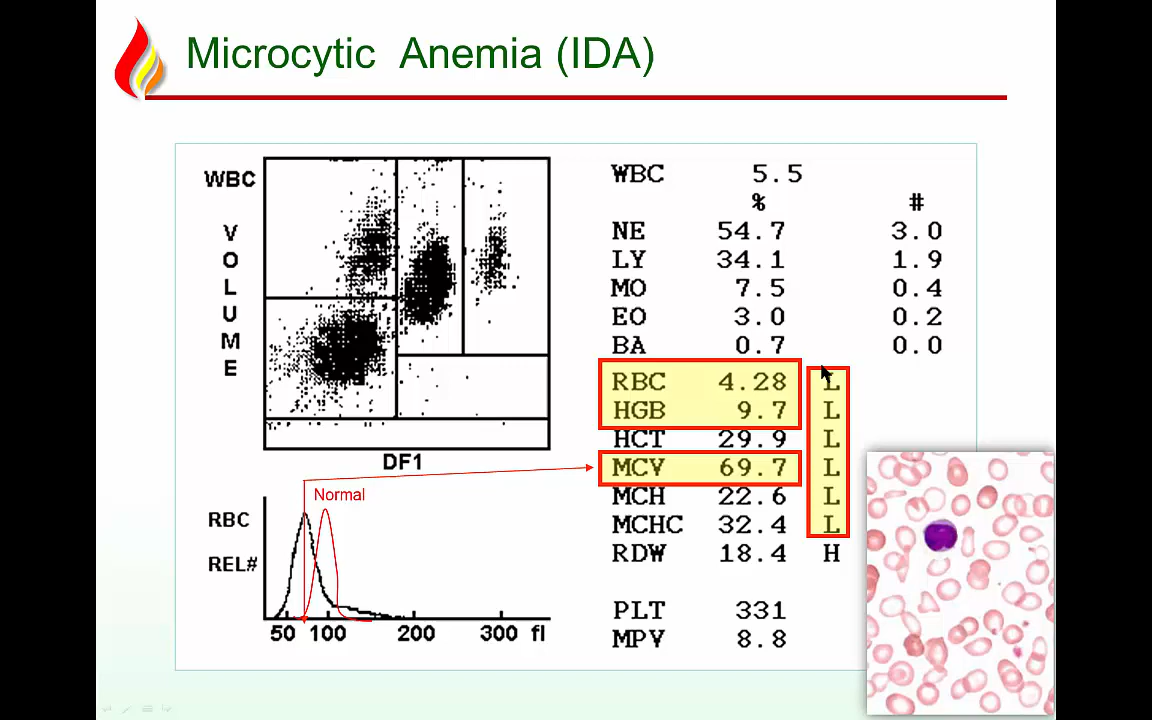 Microcytic Anemia (IDA)
WBC
V
O
L
U
M
E
DF1
Normal
RBC
REL#
50 100 200 300 fl
WBC 5.5
% #
NE 54.7 3.0
LY 34.1 1.9
MO 7.5 0.4
EO 3.0 0.2
BA 0.7 0.0
RBC 4.28 L
HGB 9.7 L
HCT 29.9 L
MCV 69.7 L
MCH 22.6 L
MCHC 32.4 L
RDW 18.4 H
PLT 331
MPV 8.8